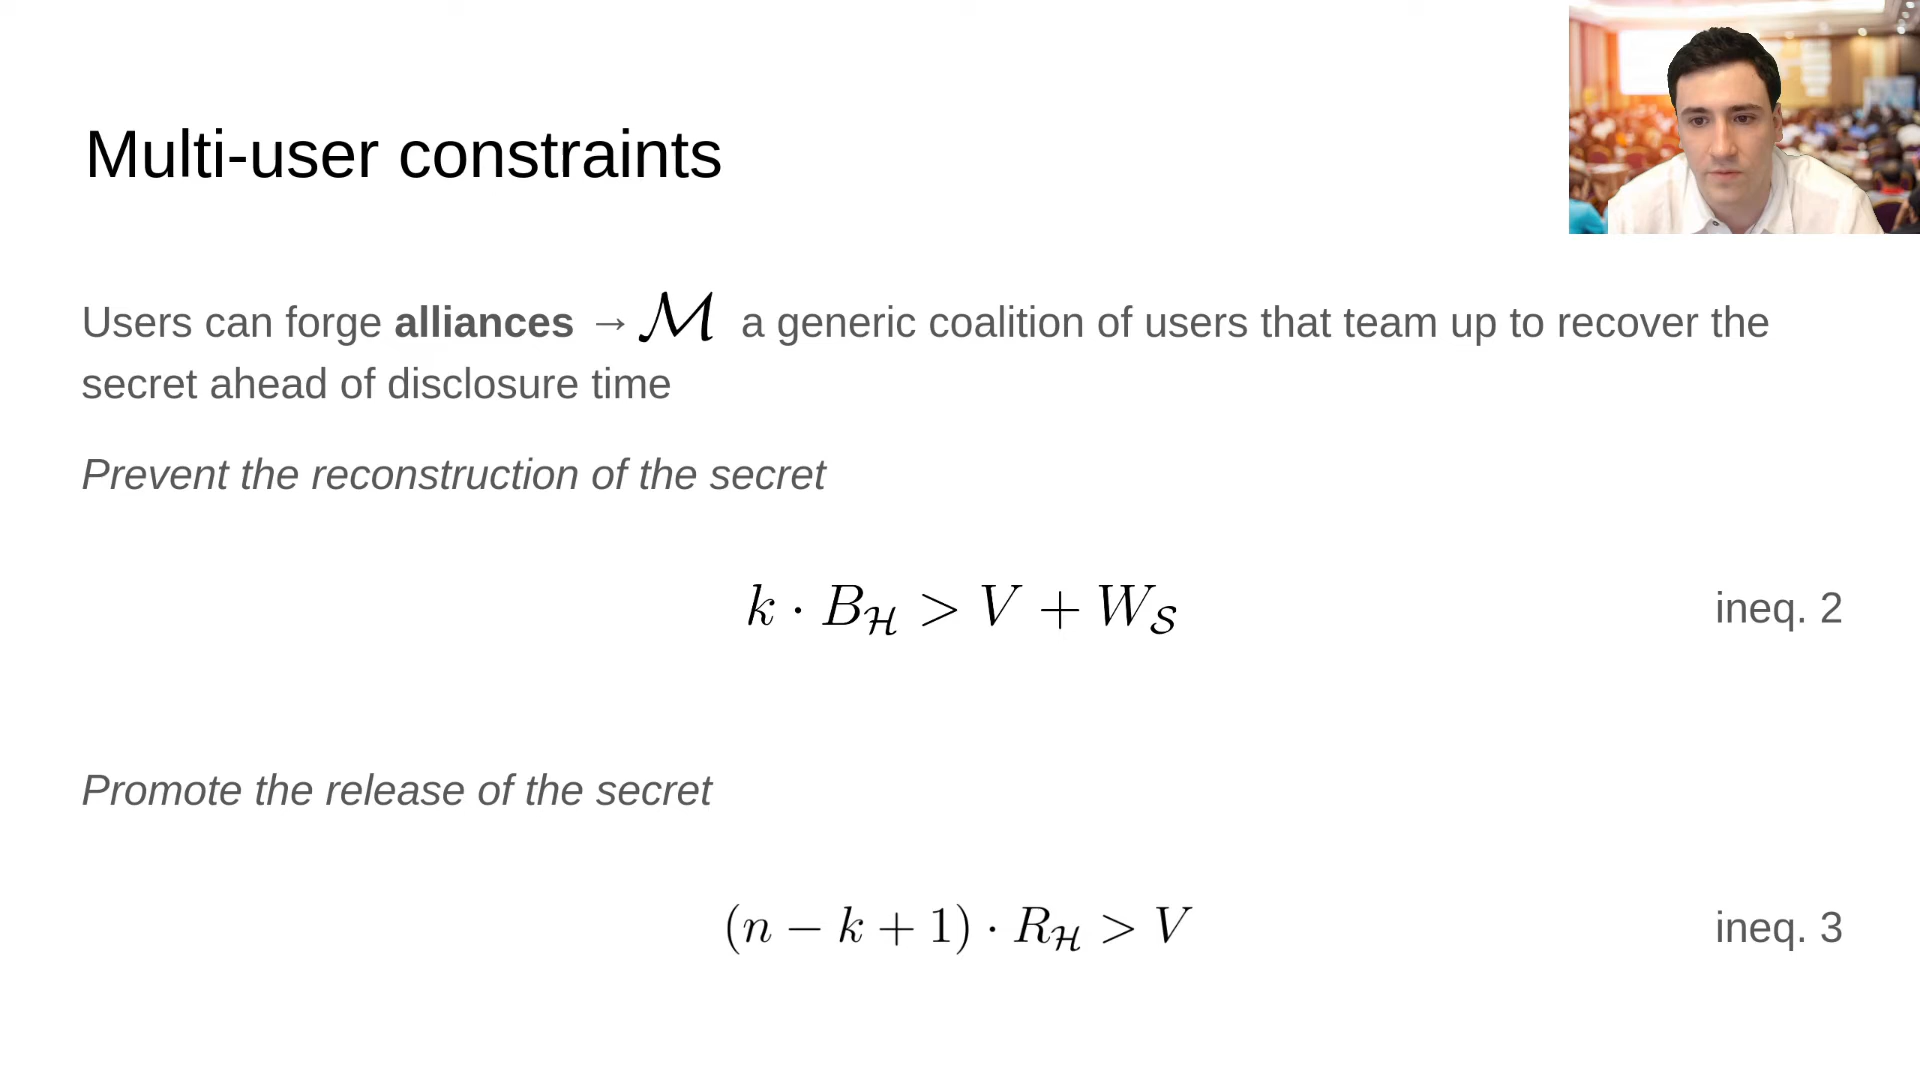 Multi-user constraints
Users can forge alliances → ℳ a generic coalition of users that team up to recover the
secret ahead of disclosure time
Prevent the reconstruction of the secret
k · B_ℋ > V + W_𝒮 ineq. 2
Promote the release of the secret
(n − k + 1) · R_ℋ > V ineq. 3